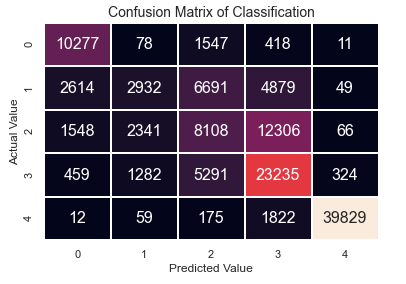 Confusion Matrix of Classification
Actual Value
0 10277 78 1547 418 11
1 2614 2932 6691 4879 49
2 1548 2341 8108 12306 66
3 459 1282 5291 23235 324
4 12 59 175 1822 39829
0 1 2 3 4
Predicted Value